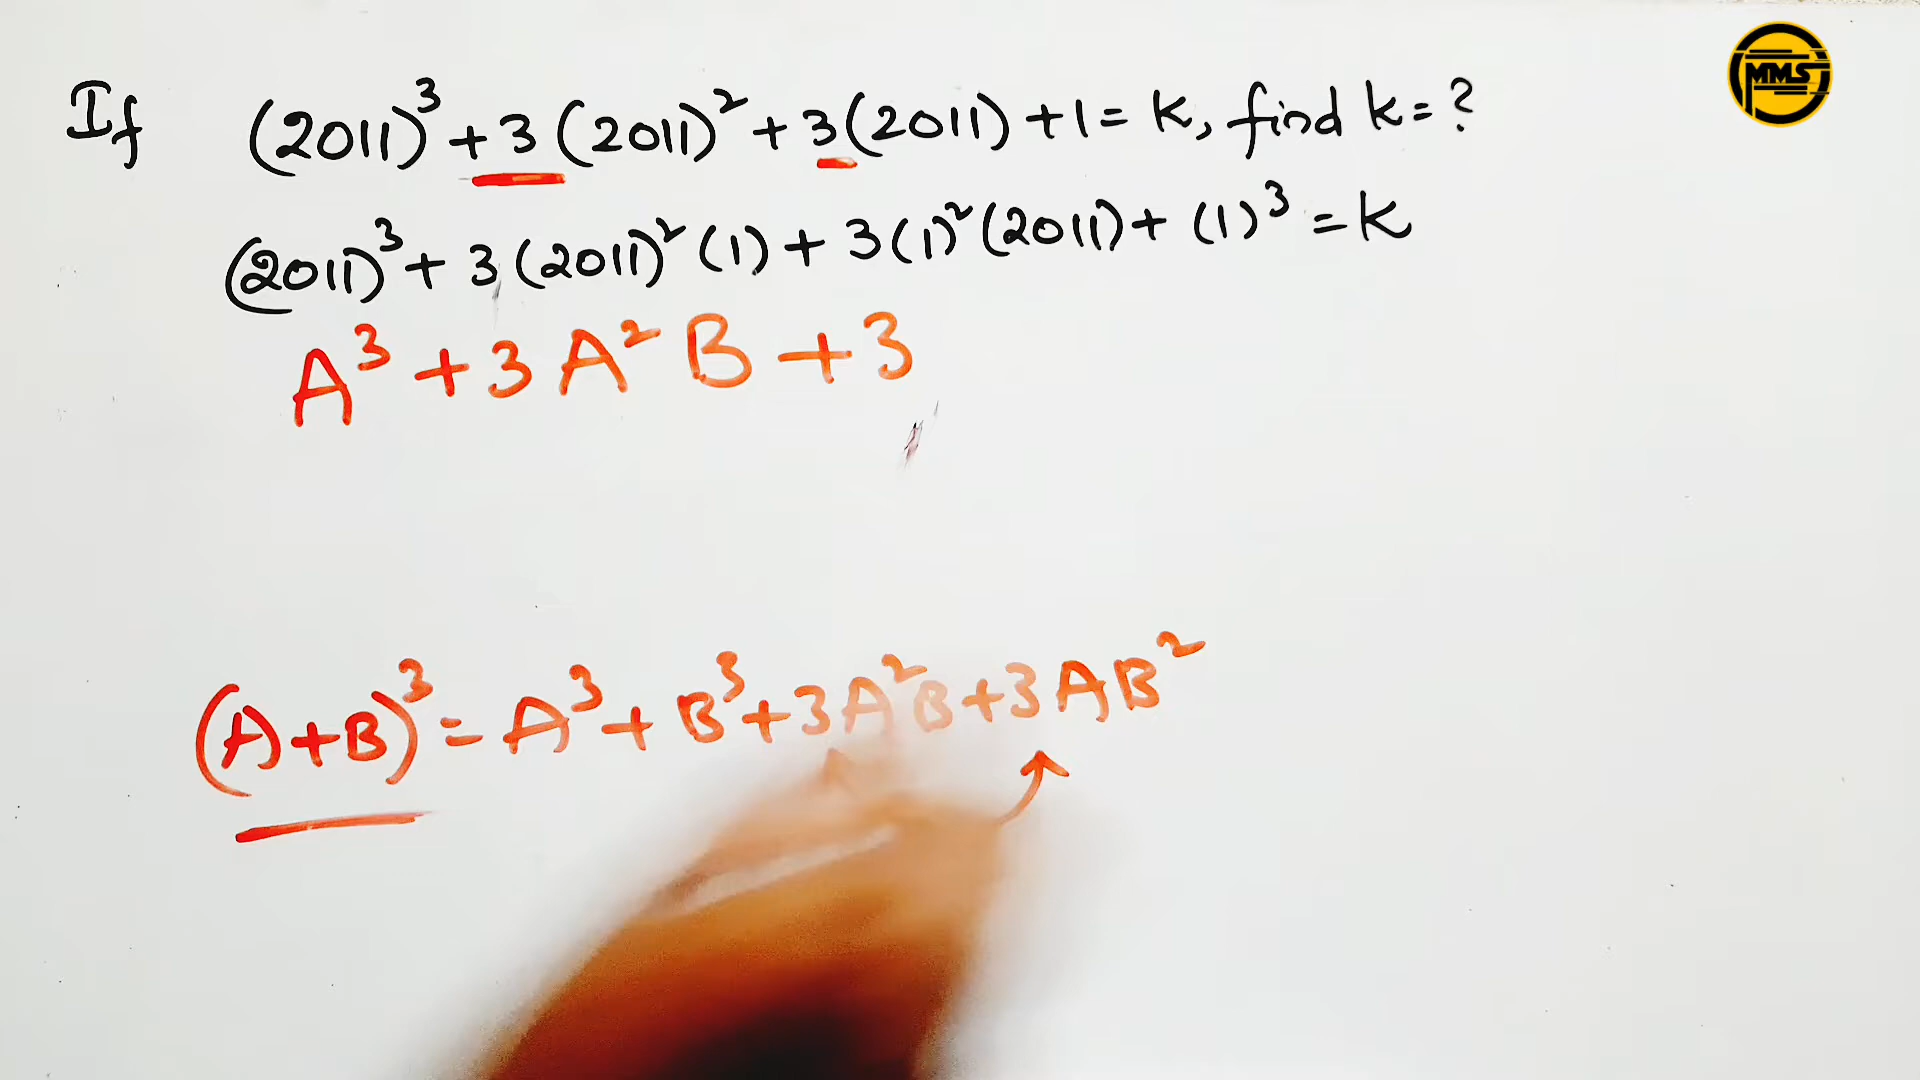 If (2011)³ + 3(2011)² + 3(2011) + 1 = k, find k = ?
(2011)³ + 3(2011)²(1) + 3(1)²(2011) + (1)³ = k
A³ + 3A²B + 3
(A+B)³ = A³ + B³ + 3A²B + 3AB²
MMS